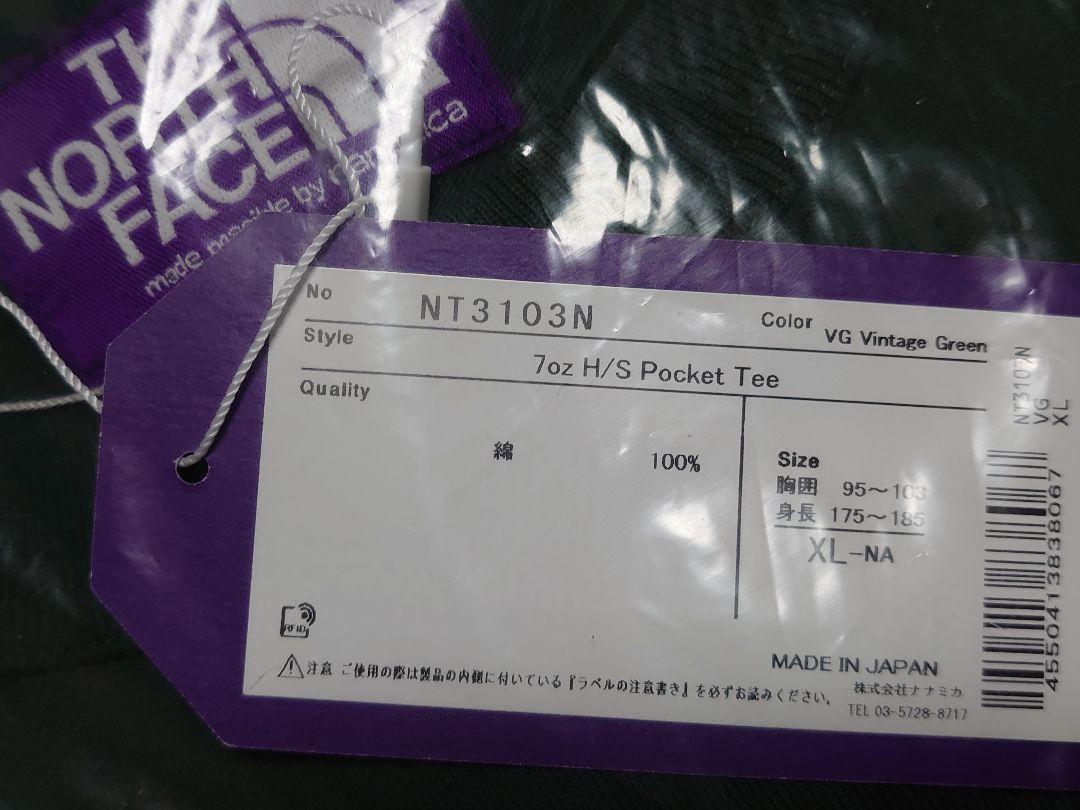 THE
NORTH
FACE
made possible by nanamica
No NT3103N Color VG Vintage Green
Style 7oz H/S Pocket Tee
Quality
綿 100%
Size
胸囲 95～103
身長 175～185
XL-NA
RFID
MADE IN JAPAN
注意 ご使用の際は製品の内側に付いている『ラベルの注意書き』を必ずお読みください。
株式会社ナナミカ
TEL 03-5728-8717
VG
XL
4550413838067